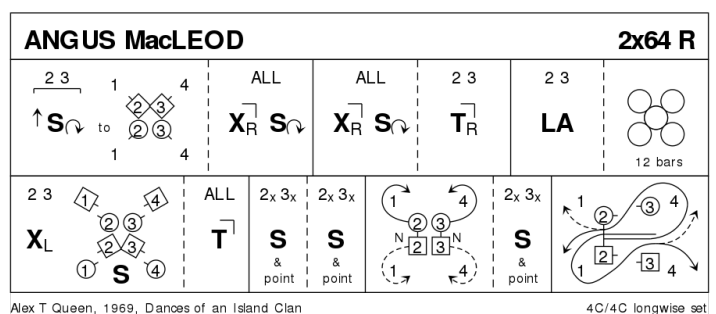 ANGUS MacLEOD 2x64 R
2 3 ALL ALL 2 3 2 3
1 4
2 3
S to 2 3 XR S XR S TR LA
1 4
12 bars
2 3 1 4 ALL 2x 3x 2x 3x 1 4 2x 3x 1 2 3 4
2 3 2 3
XL 2 3 T S S N 2 3 N S
1 S 4 & & 1 4 & 1 2 3 4
point point point
Alex T Queen, 1969, Dances of an Island Clan 4C/4C longwise set